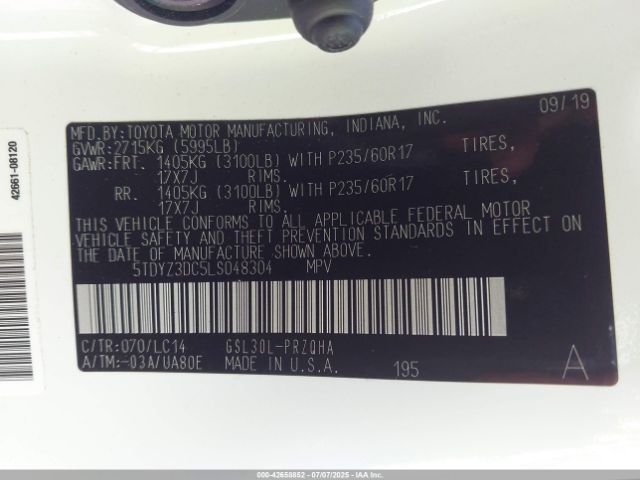 42661-08120
09/19
MFD.BY:TOYOTA MOTOR MANUFACTURING, INDIANA, INC.
GVWR:2715KG (5995LB)
GAWR:FRT. 1405KG (3100LB) WITH P235/60R17 TIRES,
17X7J RIMS.
RR. 1405KG (3100LB) WITH P235/60R17 TIRES,
17X7J RIMS.
THIS VEHICLE CONFORMS TO ALL APPLICABLE FEDERAL MOTOR
VEHICLE SAFETY AND THEFT PREVENTION STANDARDS IN EFFECT ON
THE DATE OF MANUFACTURE SHOWN ABOVE.
5TDYZ3DC5LS048304 MPV
C/TR:070/LC14 GSL30L-PRZQHA
A/TM:-03A/UA80E MADE IN U.S.A. 195 A
000-42658852 07/07/2025 IAAI.com